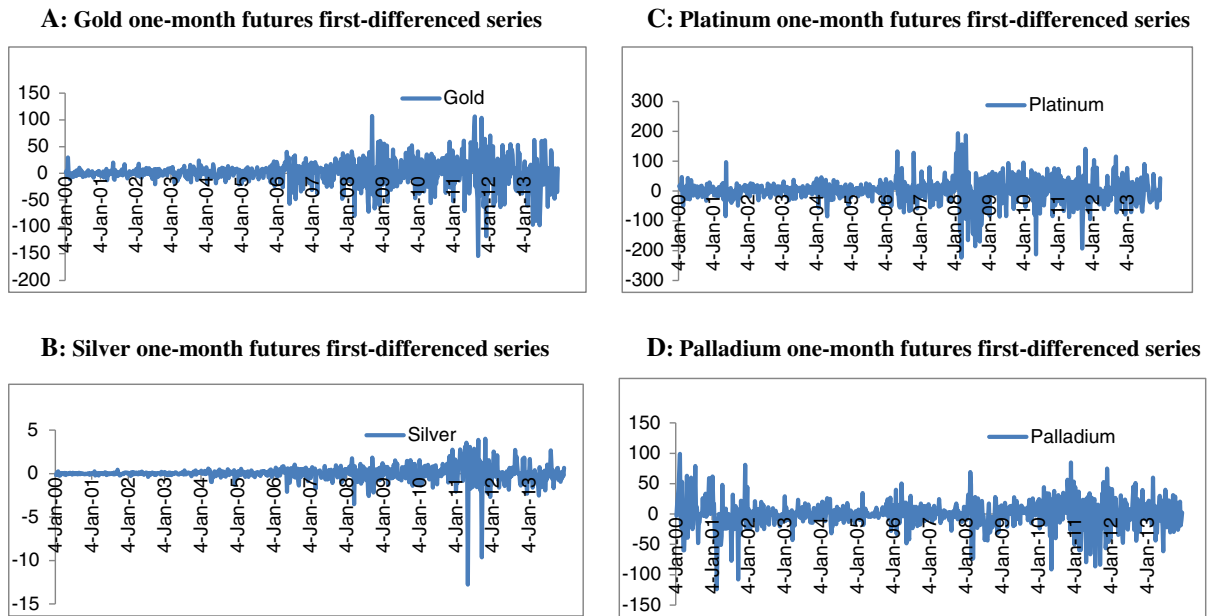 A: Gold one-month futures first-differenced series
Gold
150
100
50
0
-50
-100
-150
-200
4-Jan-00
4-Jan-01
4-Jan-02
4-Jan-03
4-Jan-04
4-Jan-05
4-Jan-06
4-Jan-07
4-Jan-08
4-Jan-09
4-Jan-10
4-Jan-11
4-Jan-12
4-Jan-13
C: Platinum one-month futures first-differenced series
Platinum
300
200
100
0
-100
-200
-300
4-Jan-00
4-Jan-01
4-Jan-02
4-Jan-03
4-Jan-04
4-Jan-05
4-Jan-06
4-Jan-07
4-Jan-08
4-Jan-09
4-Jan-10
4-Jan-11
4-Jan-12
4-Jan-13
B: Silver one-month futures first-differenced series
Silver
5
0
-5
-10
-15
4-Jan-00
4-Jan-01
4-Jan-02
4-Jan-03
4-Jan-04
4-Jan-05
4-Jan-06
4-Jan-07
4-Jan-08
4-Jan-09
4-Jan-10
4-Jan-11
4-Jan-12
4-Jan-13
D: Palladium one-month futures first-differenced series
Palladium
150
100
50
0
-50
-100
-150
4-Jan-00
4-Jan-01
4-Jan-02
4-Jan-03
4-Jan-04
4-Jan-05
4-Jan-06
4-Jan-07
4-Jan-08
4-Jan-09
4-Jan-10
4-Jan-11
4-Jan-12
4-Jan-13